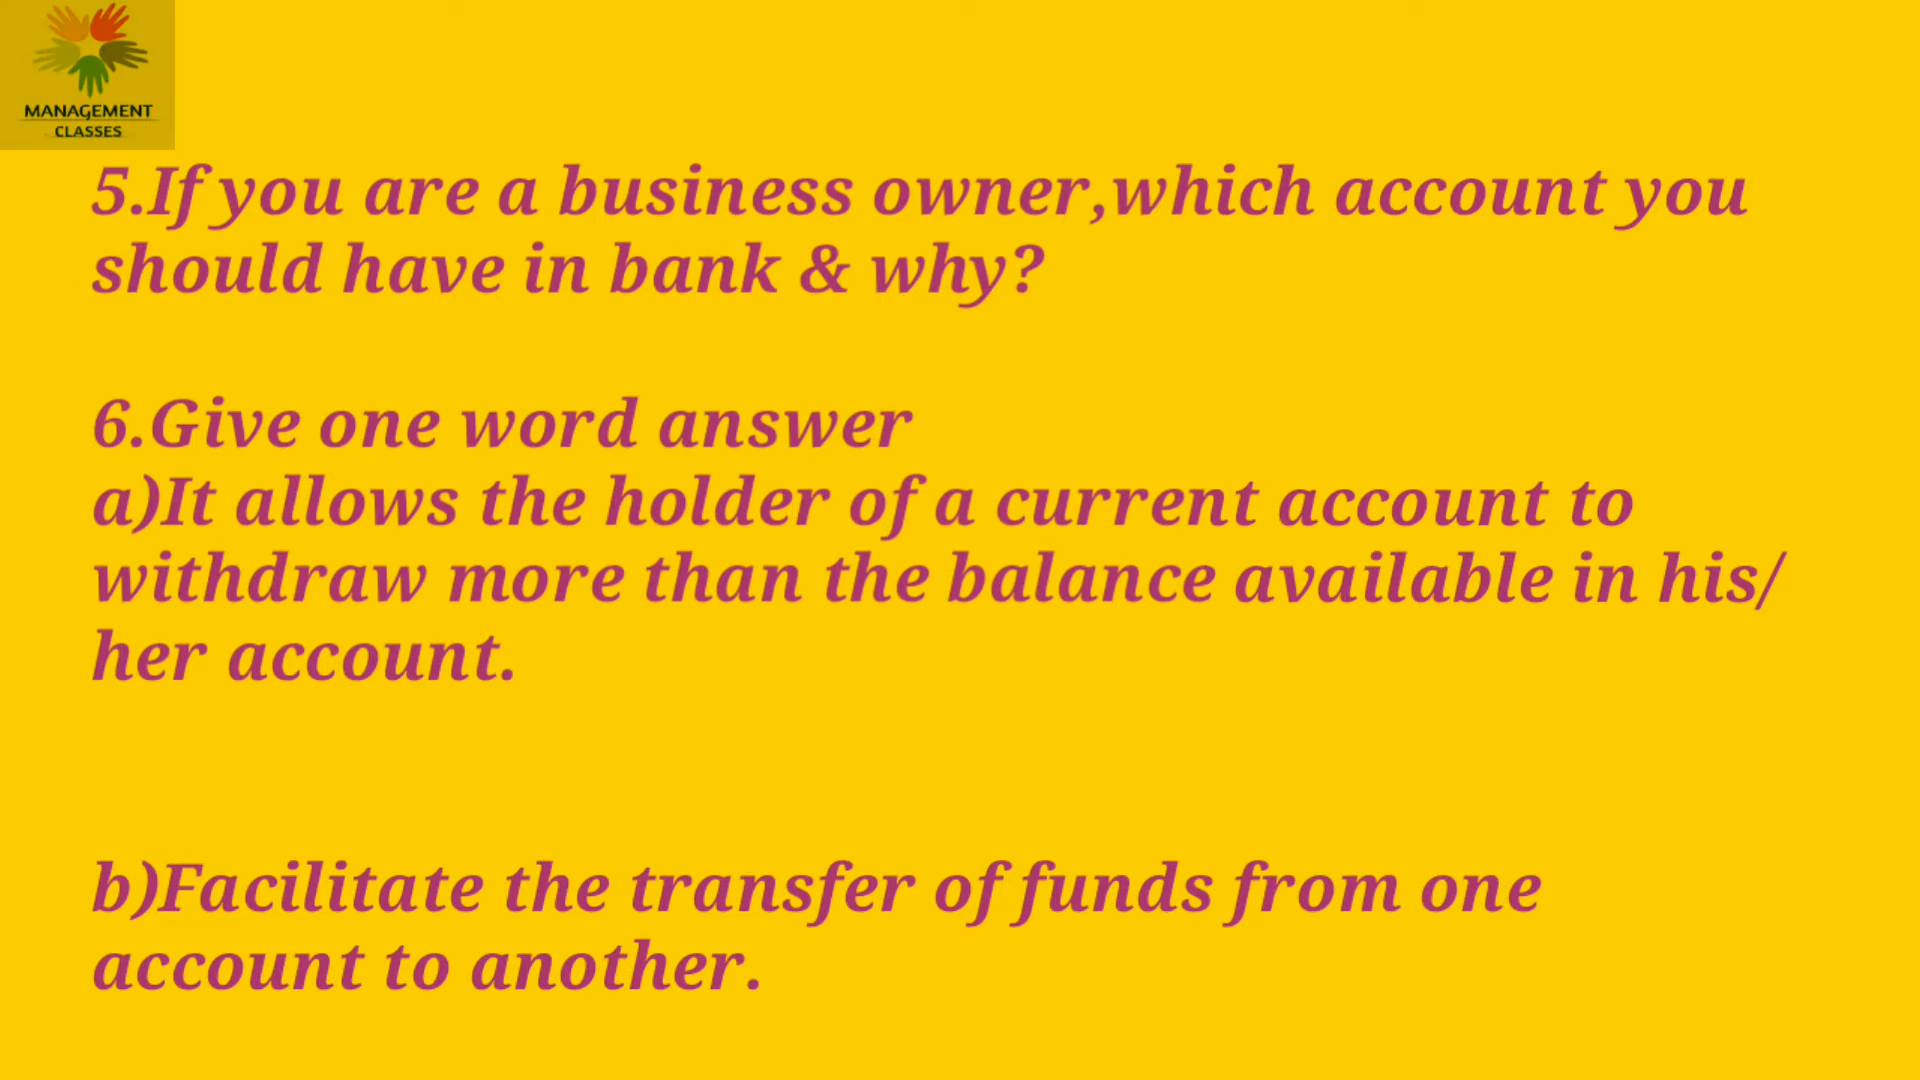 MANAGEMENT
CLASSES
5.If you are a business owner,which account you
should have in bank & why?
6.Give one word answer
a)It allows the holder of a current account to
withdraw more than the balance available in his/
her account.
b)Facilitate the transfer of funds from one
account to another.